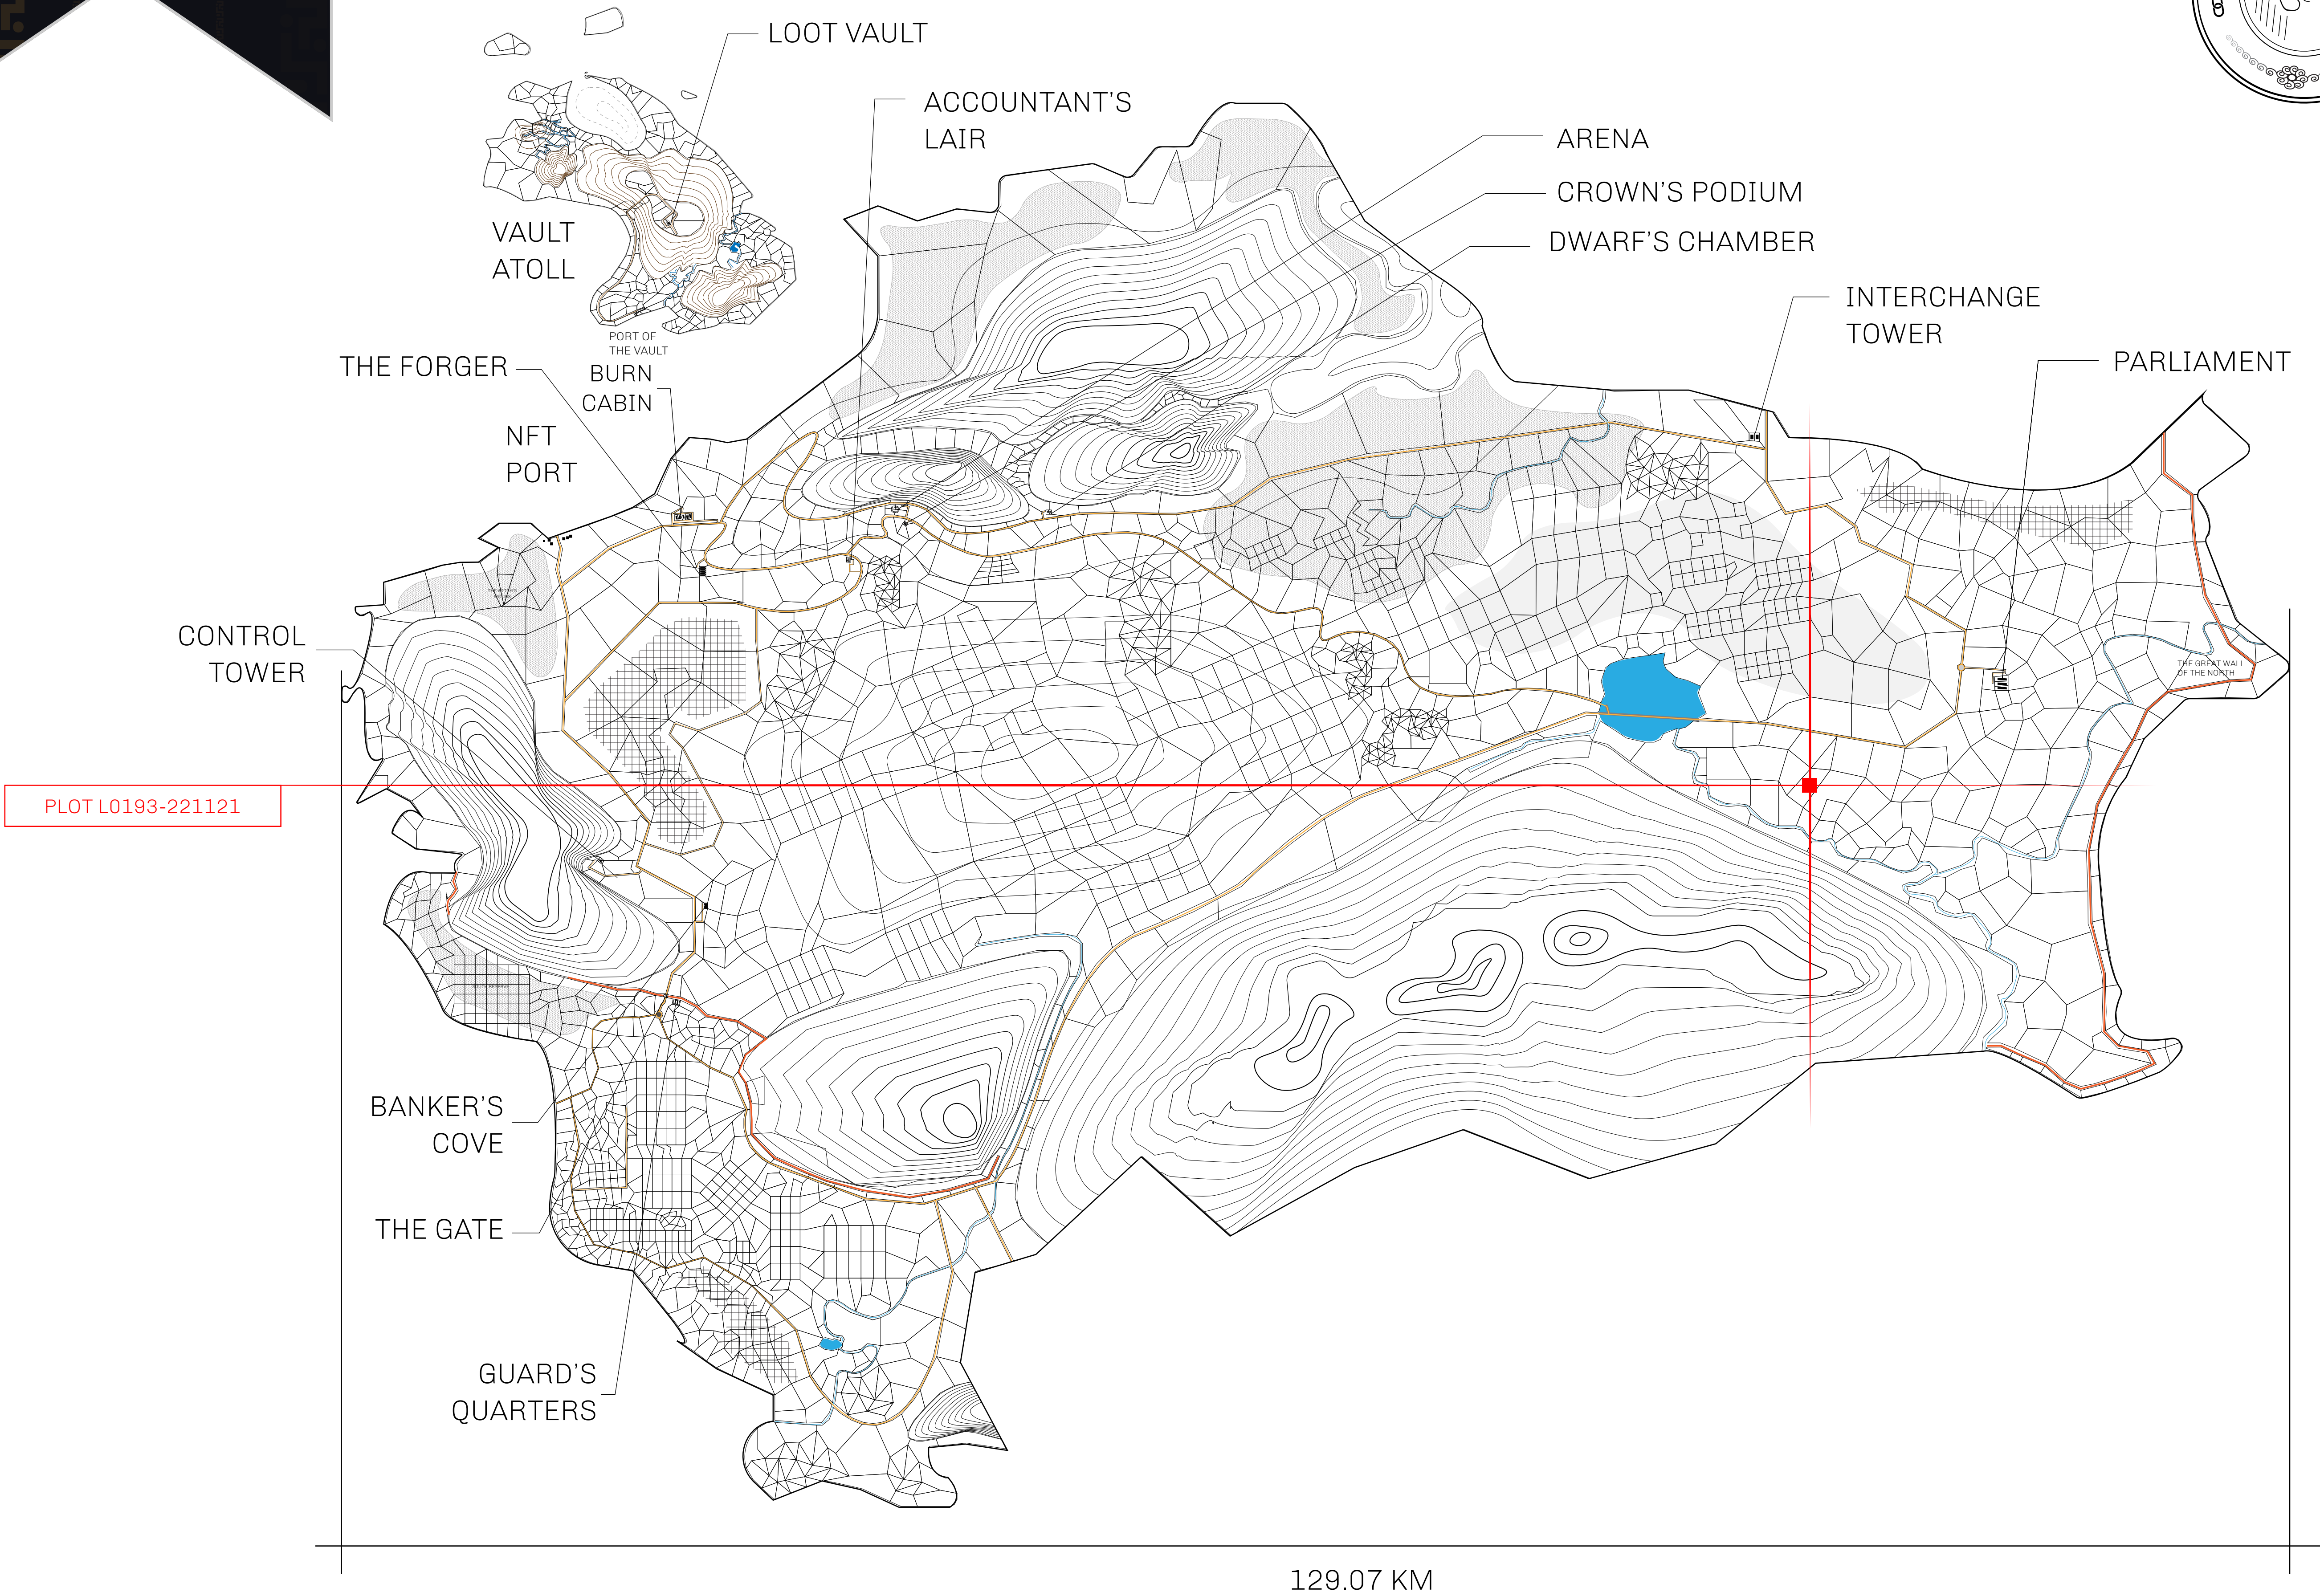 LOOT VAULT
ACCOUNTANT'S
LAIR
ARENA
CROWN'S PODIUM
DWARF'S CHAMBER
VAULT
ATOLL
INTERCHANGE
TOWER
PORT OF
THE VAULT
THE FORGER
BURN
CABIN
PARLIAMENT
NFT
PORT
CONTROL
TOWER
THE GREAT WALL
OF THE NORTH
PLOT L0193-221121
SOUTH RESERVE
BANKER'S
COVE
THE GATE
GUARD'S
QUARTERS
129.07 KM